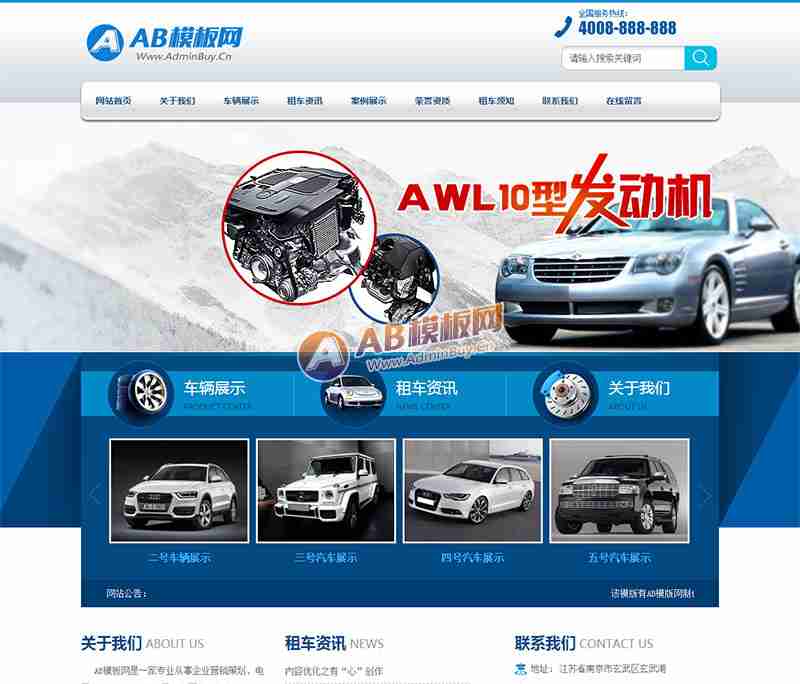 AB模板网
Www.AdminBuy.Cn
全国服务热线：
4008-888-888
请输入搜索关键词
网站首页 关于我们 车辆展示 租车资讯 案例展示 荣誉资质 租车须知 联系我们 在线留言
AWL10型发动机
AB模板网
Www.AdminBuy.Cn
车辆展示 租车资讯 关于我们
PRODUCT CENTER NEWS CENTER ABOUT US
二号车辆展示 三号汽车展示 四号汽车展示 五号汽车展示
网站公告： 该模版有AB模版网制
关于我们 ABOUT US 租车资讯 NEWS 联系我们 CONTACT US
AB模板网是一家专业从事企业营销策划，电 内容优化之有“心”创作 地址：江苏省南京市玄武区玄武湖